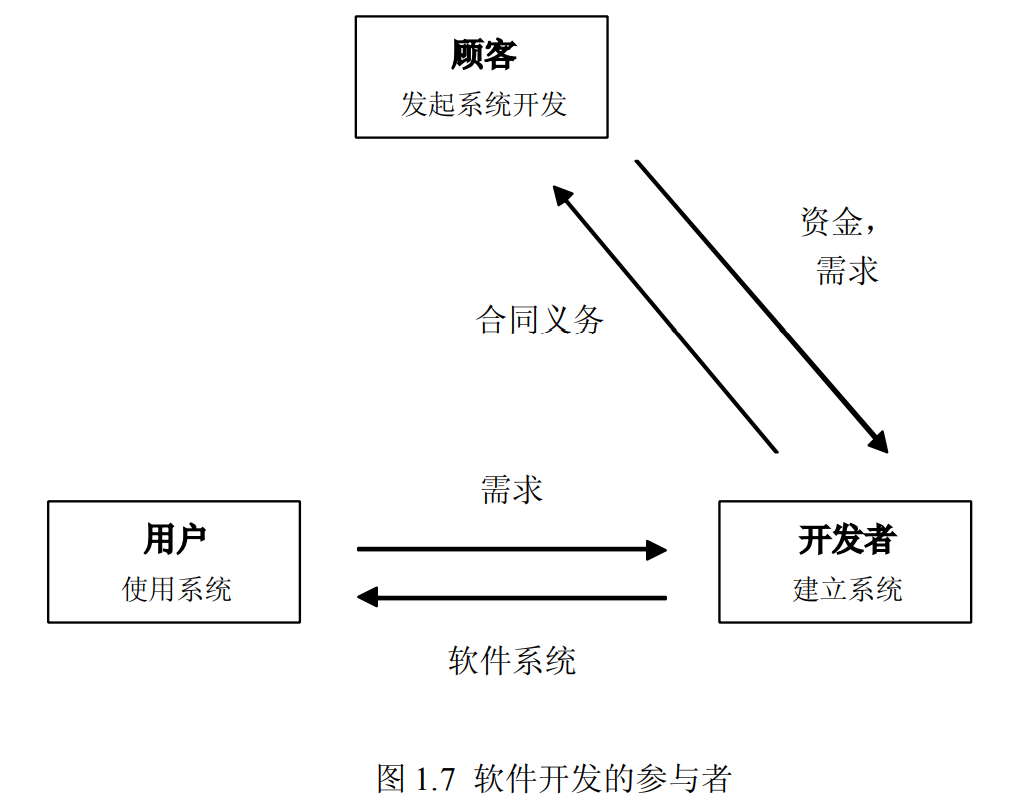 顾客
发起系统开发
资金，
需求
合同义务
需求
用户
使用系统
开发者
建立系统
软件系统
图 1.7 软件开发的参与者